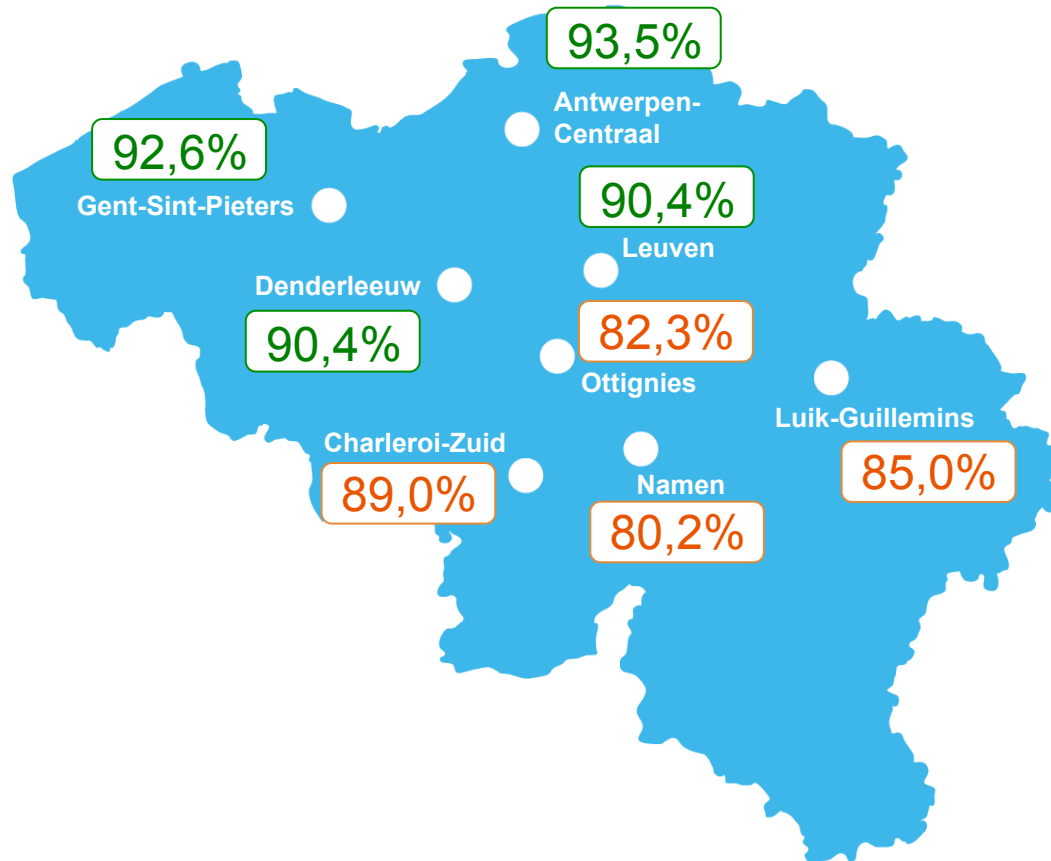 93,5%
Antwerpen-
Centraal
92,6%
Gent-Sint-Pieters
90,4%
Leuven
Denderleeuw
90,4%
82,3%
Ottignies
Luik-Guillemins
85,0%
Charleroi-Zuid
89,0%
Namen
80,2%